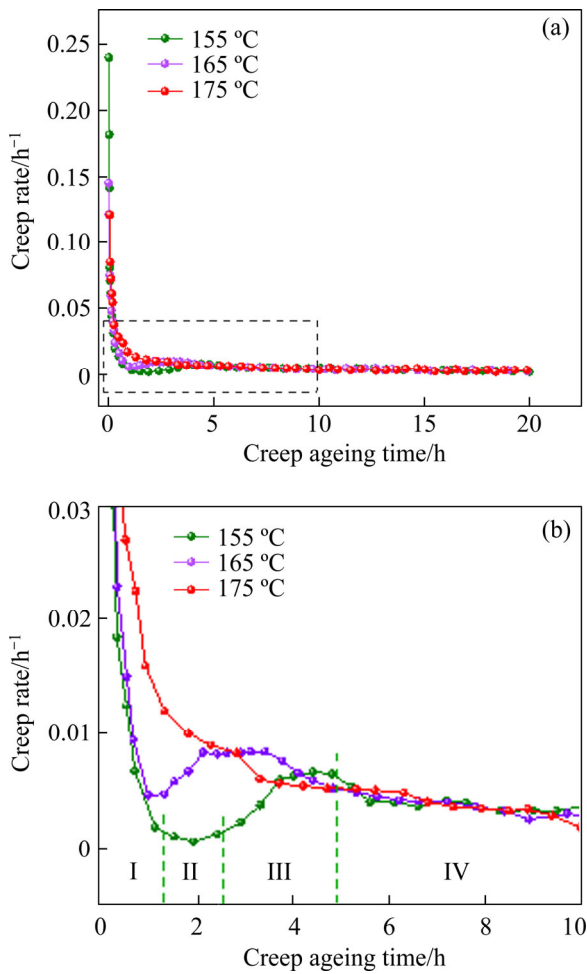 (a)
155 ºC
165 ºC
175 ºC
Creep rate/h⁻¹
0.25
0.20
0.15
0.10
0.05
0
0 5 10 15 20
Creep ageing time/h
(b)
155 ºC
165 ºC
175 ºC
Creep rate/h⁻¹
0.03
0.02
0.01
0
I II III IV
0 2 4 6 8 10
Creep ageing time/h